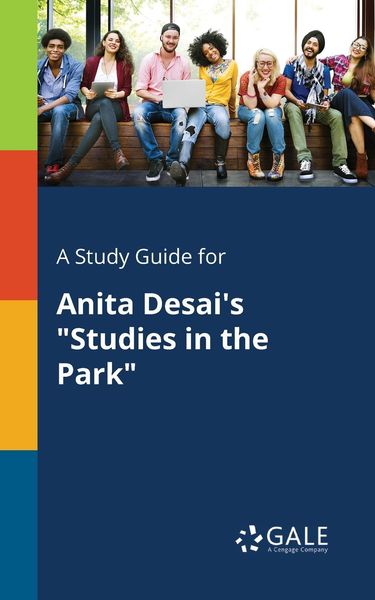 A Study Guide for
Anita Desai's
"Studies in the
Park"
GALE
A Cengage Company